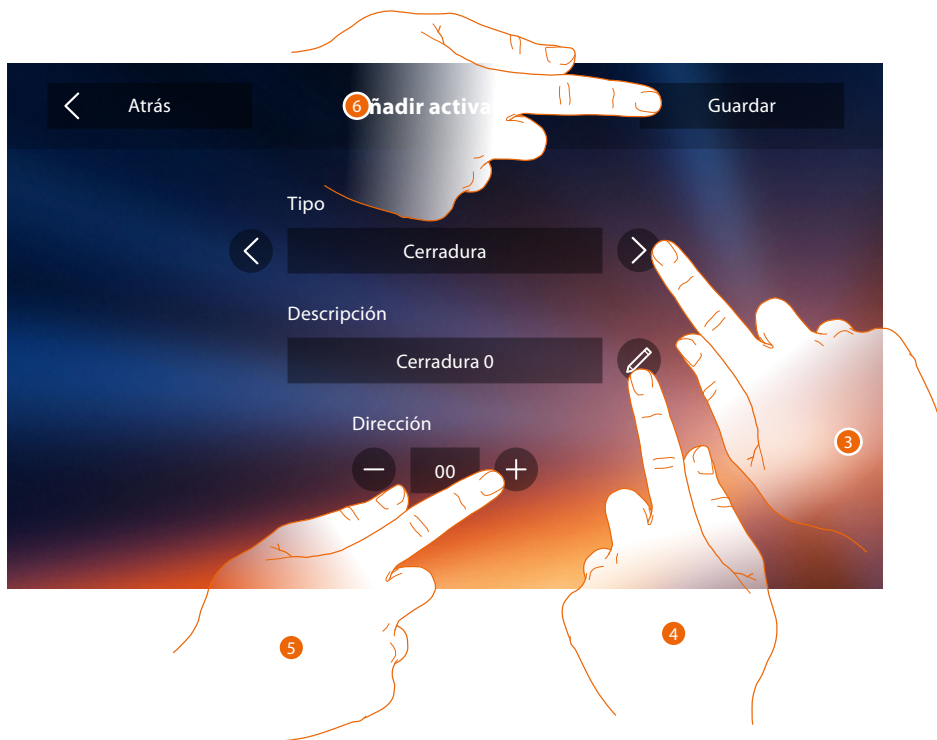 Atrás
6
ñadir activa
Guardar
Tipo
Cerradura
Descripción
Cerradura 0
Dirección
00
3
4
5